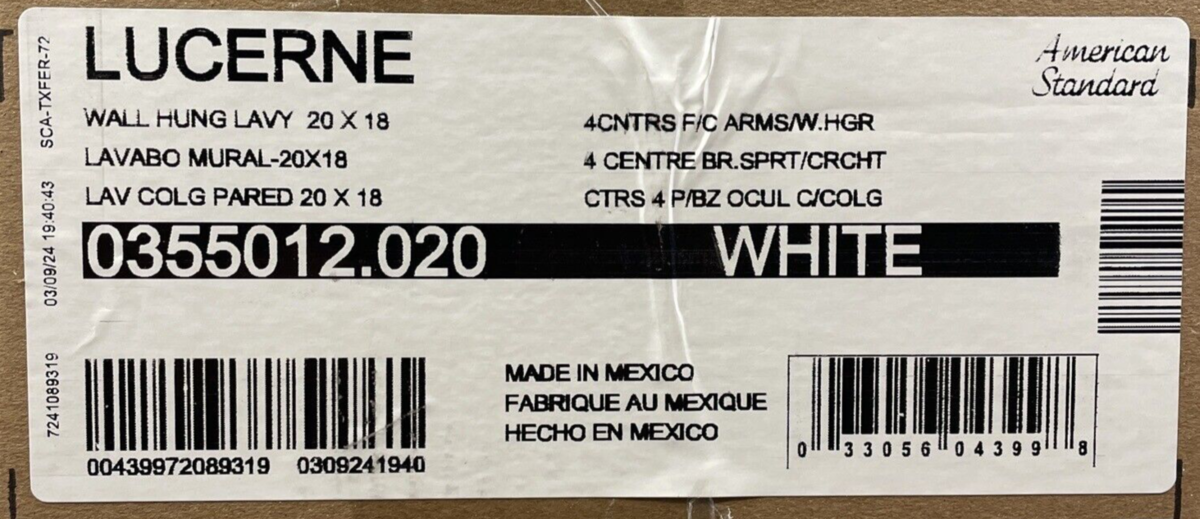 LUCERNE
American
Standard
WALL HUNG LAVY 20 X 18
4CNTRS F/C ARMS/W.HGR
LAVABO MURAL-20X18
4 CENTRE BR.SPRT/CRCHT
LAV COLG PARED 20 X 18
CTRS 4 P/BZ OCUL C/COLG
0355012.020 WHITE
MADE IN MEXICO
FABRIQUE AU MEXIQUE
HECHO EN MEXICO
00439972089319 0309241940
0 33056 04399 8
7241089319 03/09/24 19:40:43 SCA-TXFER-72